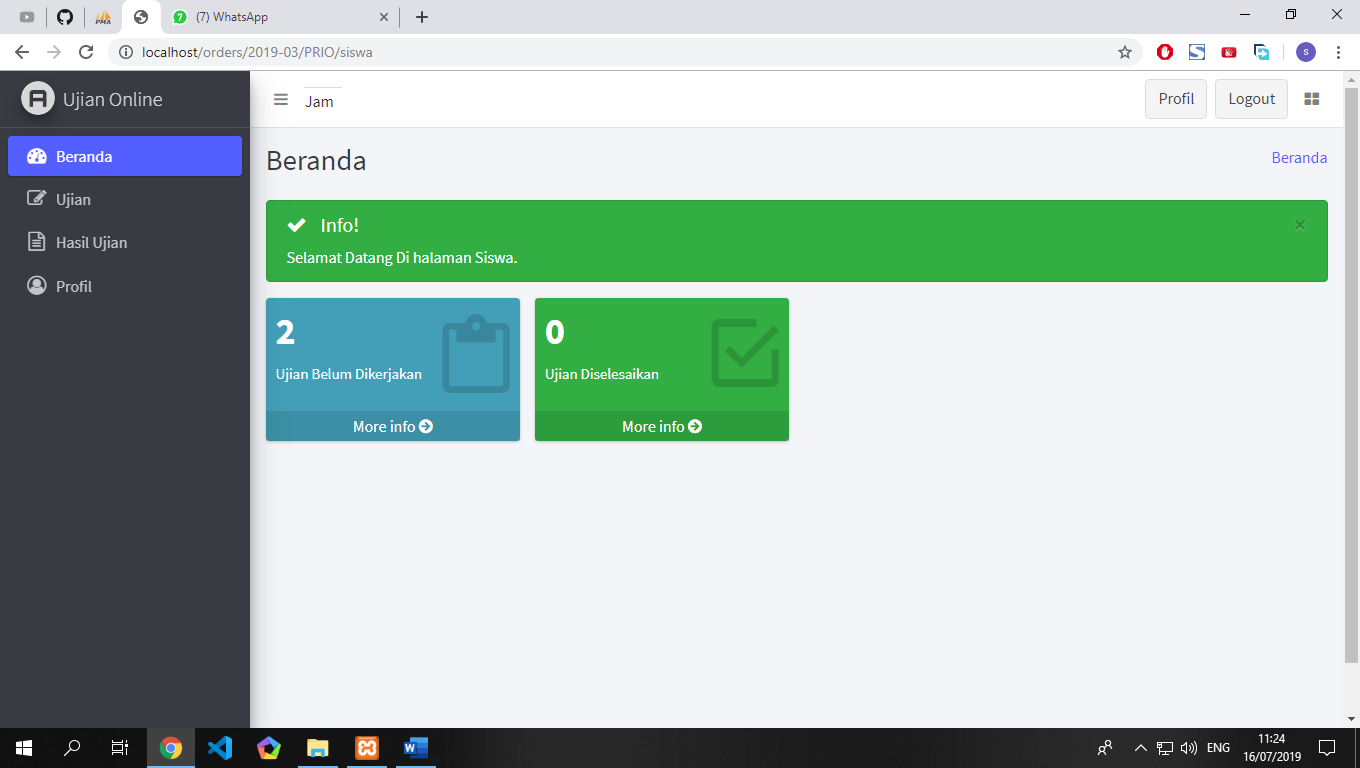 PMA
(7) WhatsApp
localhost/orders/2019-03/PRIO/siswa
S
Ujian Online
Jam
Profil
Logout
Beranda
Ujian
Hasil Ujian
Profil
Beranda
Beranda
Info!
×
Selamat Datang Di halaman Siswa.
2
Ujian Belum Dikerjakan
More info
0
Ujian Diselesaikan
More info
ENG
11:24
16/07/2019